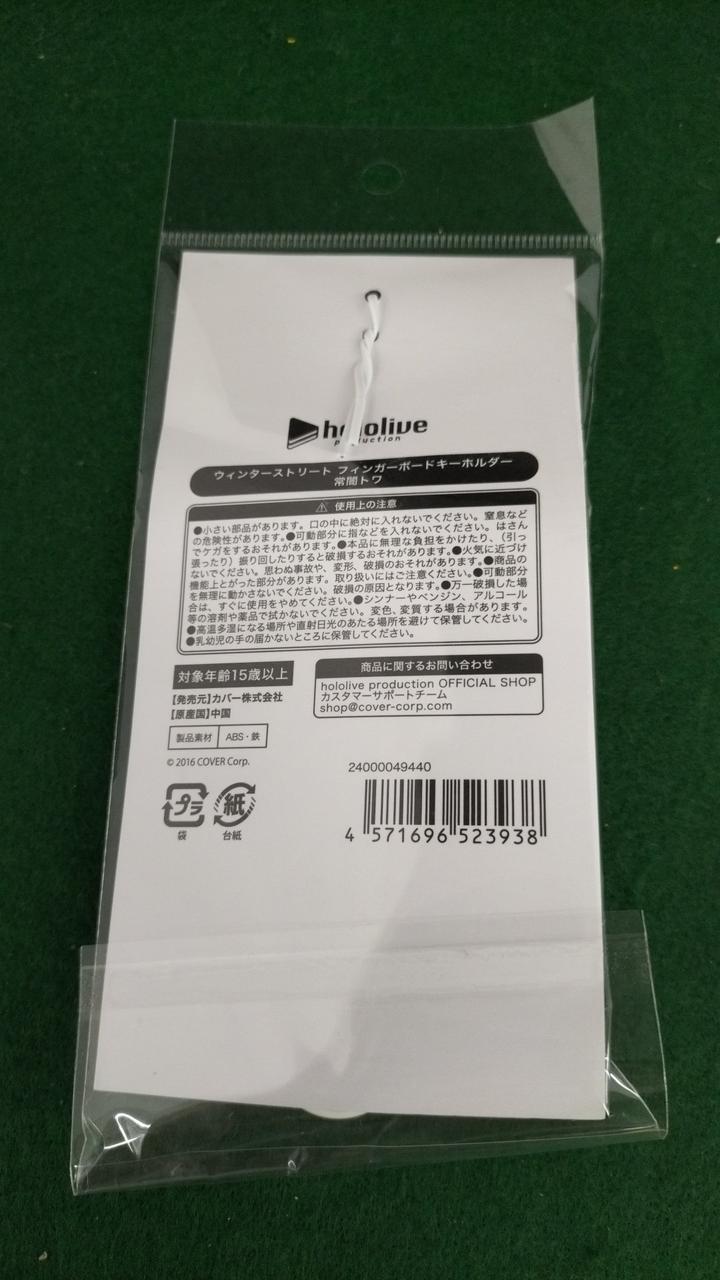 hololive
production
ウィンターストリート フィンガーボードキーホルダー
常闇トワ
使用上の注意
●小さい部品があります。口の中に絶対に入れないでください。窒息など
の危険性があります。●可動部分に指などを入れないでください。はさん
でケガをするおそれがあります。●本品に無理な負担をかけたり、(引っ
張ったり)振り回したりすると破損するおそれがあります。●火気に近づけ
ないでください。思わぬ事故や、変形、破損のおそれがあります。●商品の
機能上とがった部分があります。取り扱いにはご注意ください。●可動部分
を無理に動かさないでください。破損の原因となります。●万一破損した場
合は、すぐに使用をやめてください。●シンナーやベンジン、アルコール
等の溶剤や薬品で拭かないでください。変色、変質する場合があります。
●高温多湿になる場所や直射日光のあたる場所を避けて保管してください。
●乳幼児の手の届かないところに保管してください。
対象年齢15歳以上
【発売元】カバー株式会社
【原産国】中国
製品素材 ABS・鉄
© 2016 COVER Corp.
商品に関するお問い合わせ
hololive production OFFICIAL SHOP
カスタマーサポートチーム
shop@cover-corp.com
プラ
袋
紙
台紙
24000049440
4 571696 523938